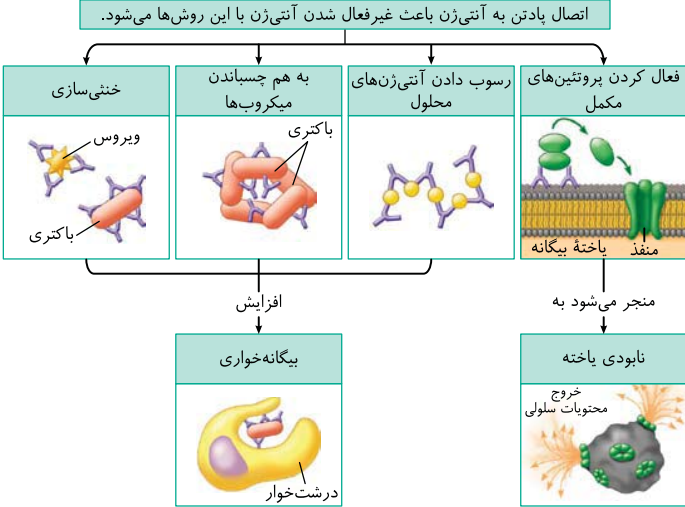 اتصال پادتن به آنتی‌ژن باعث غیرفعال شدن آنتی‌ژن با این روش‌ها می‌شود.
فعال کردن پروتئین‌های
مکمل
منفذ
یاختهٔ بیگانه
رسوب دادن آنتی‌ژن‌های
محلول
به هم چسباندن
میکروب‌ها
باکتری
خنثی‌سازی
ویروس
باکتری
منجر می‌شود به
افزایش
نابودی یاخته
خروج
محتویات سلولی
بیگانه‌خواری
درشت‌خوار